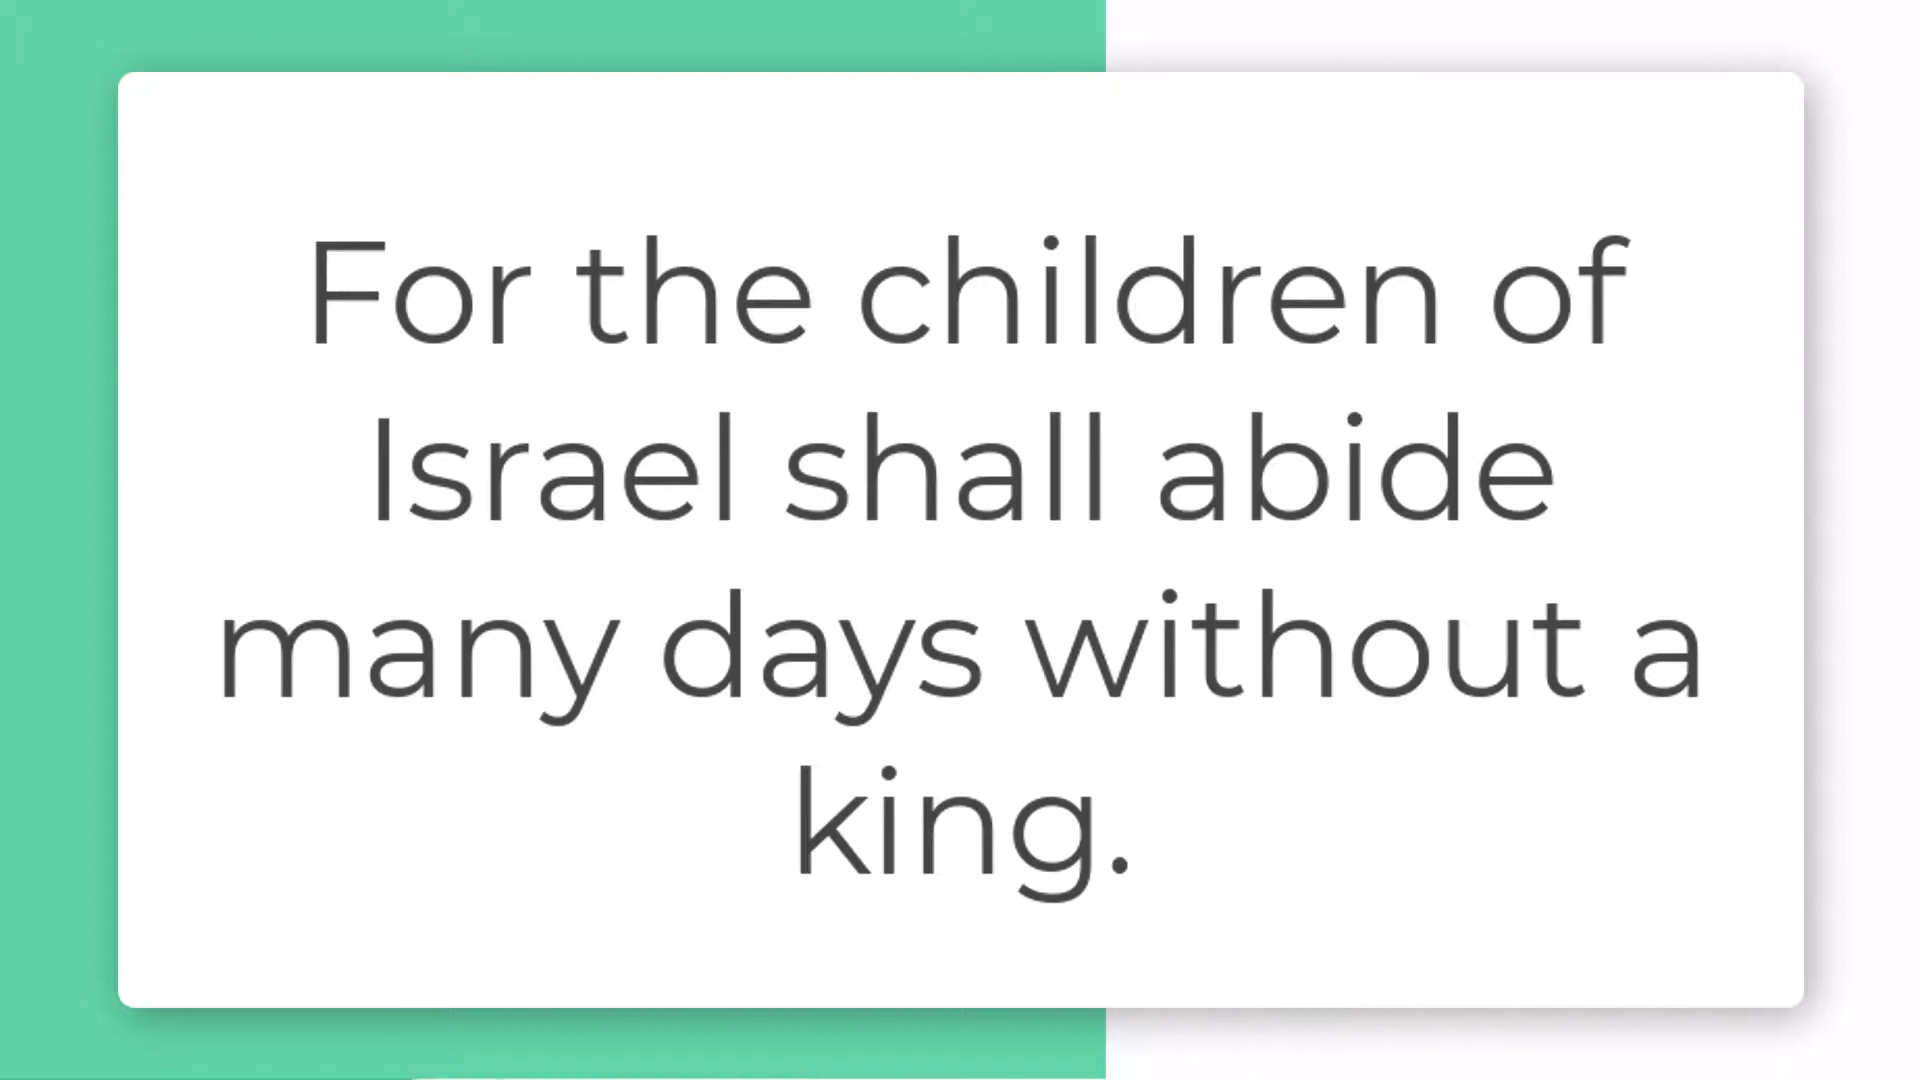 For the children of
Israel shall abide
many days without a
king.